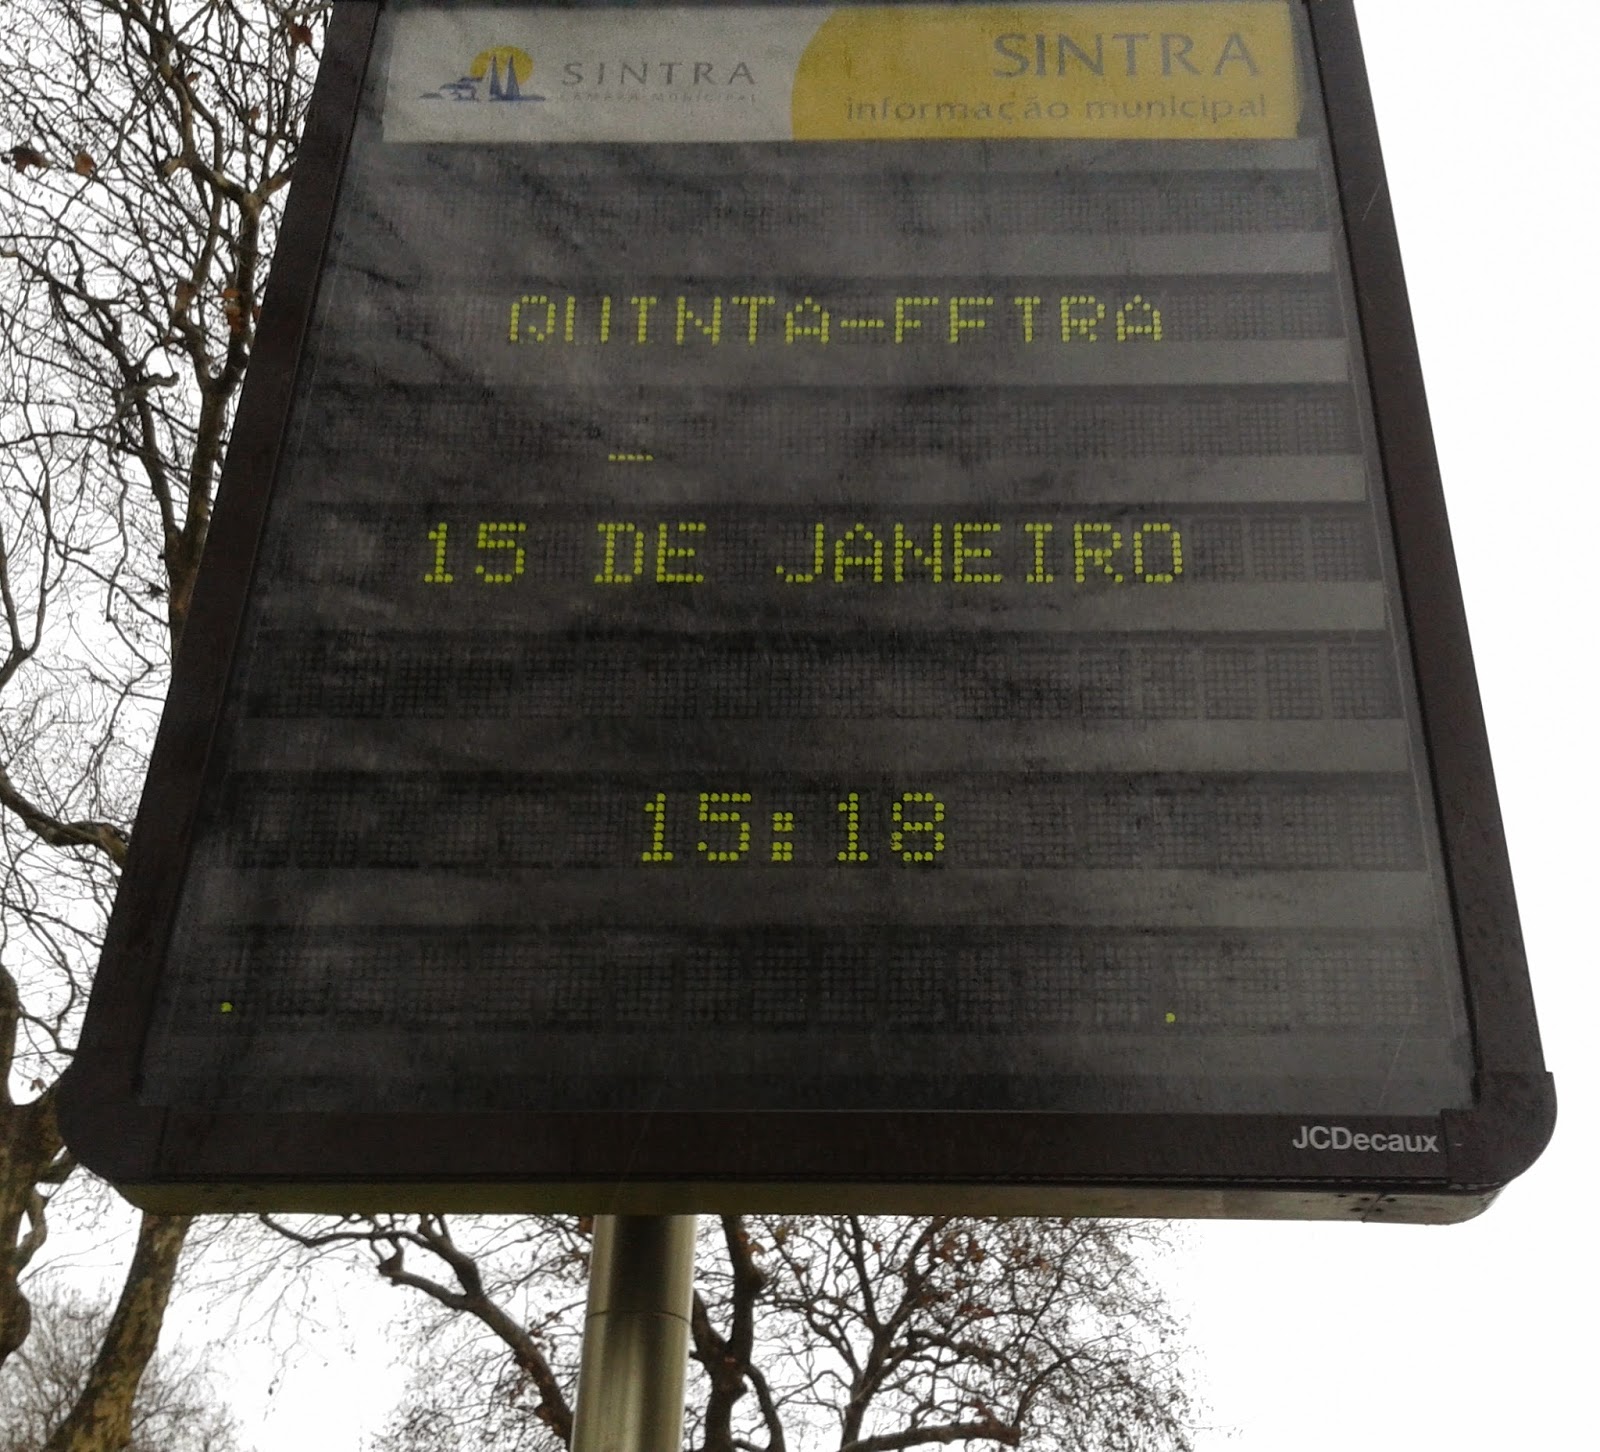 SINTRA
CÂMARA MUNICIPAL
SINTRA
informação municipal
QUINTA-FEIRA
15 DE JANEIRO
15:18
JCDecaux